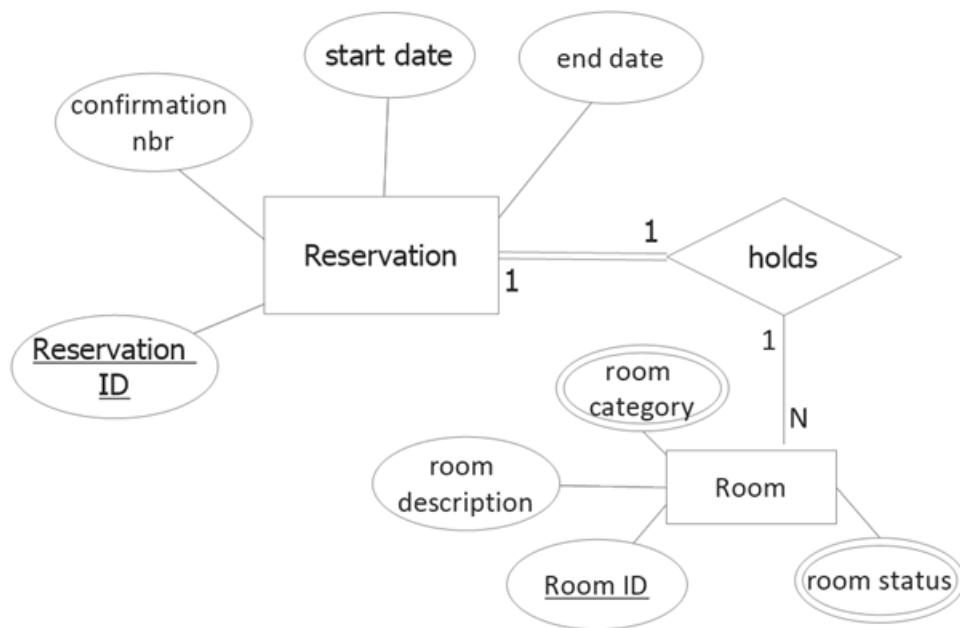 start date
end date
confirmation
nbr
Reservation
1
1
holds
Reservation
ID
1
room
category
N
room
description
Room
Room ID
room status